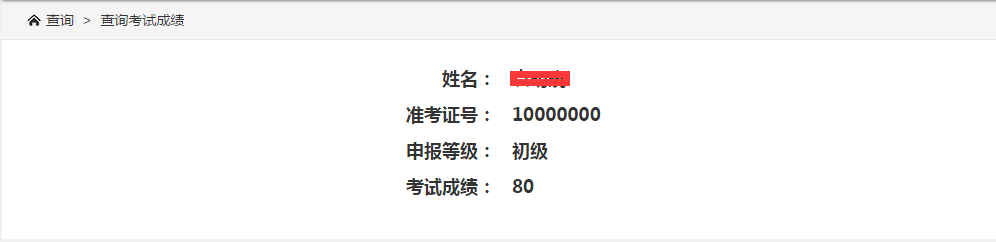 查询 > 查询考试成绩
姓名：
准考证号： 10000000
申报等级： 初级
考试成绩： 80